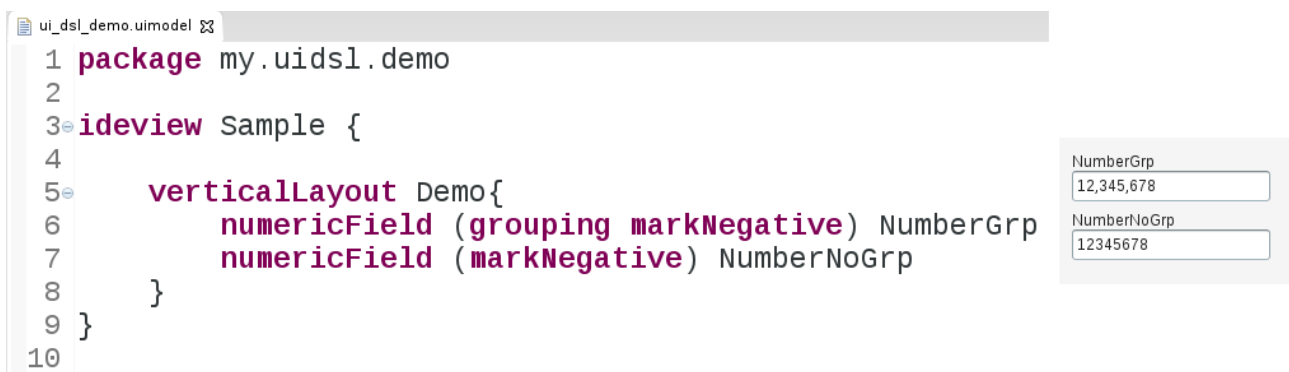 ui_dsl_demo.uimodel
1 package my.uidsl.demo
2
3 ideview Sample {
4
5 verticalLayout Demo{
6 numericField (grouping markNegative) NumberGrp
7 numericField (markNegative) NumberNoGrp
8 }
9 }
10
NumberGrp
12,345,678
NumberNoGrp
12345678